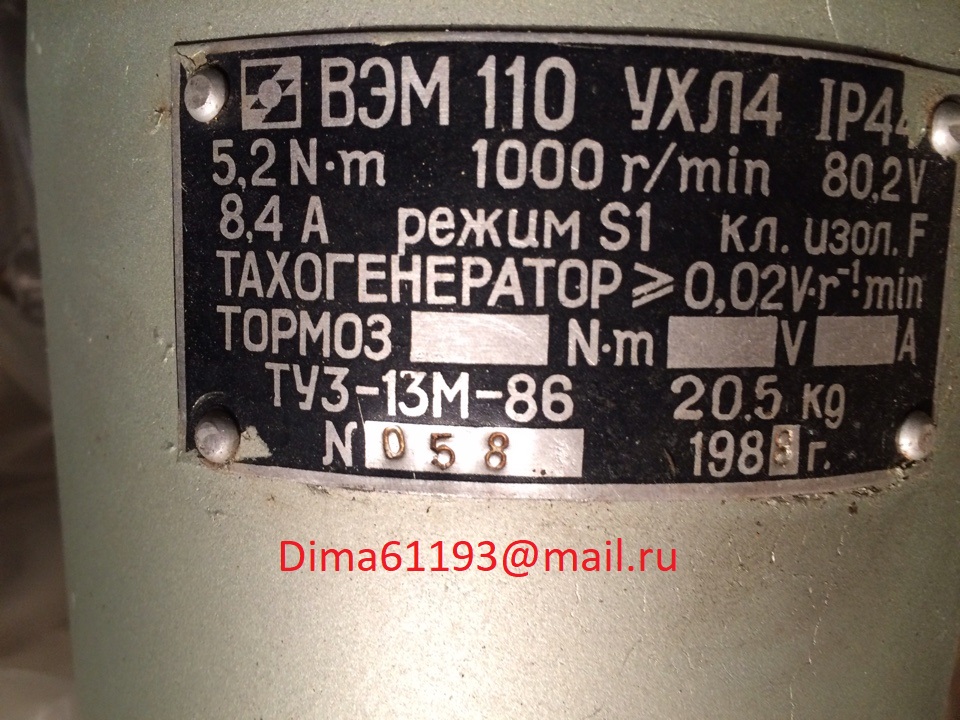 ВЭМ 110 УХЛ4 IP44
5,2 N·m 1000 r/min 80,2V
8,4 A режим S1 кл. изол. F
ТАХОГЕНЕРАТОР ⩾ 0,02V·r⁻¹·min
ТОРМОЗ N·m V A
ТУ3-13М-86 20.5 kg
N 058 1988 г.
Dima61193@mail.ru